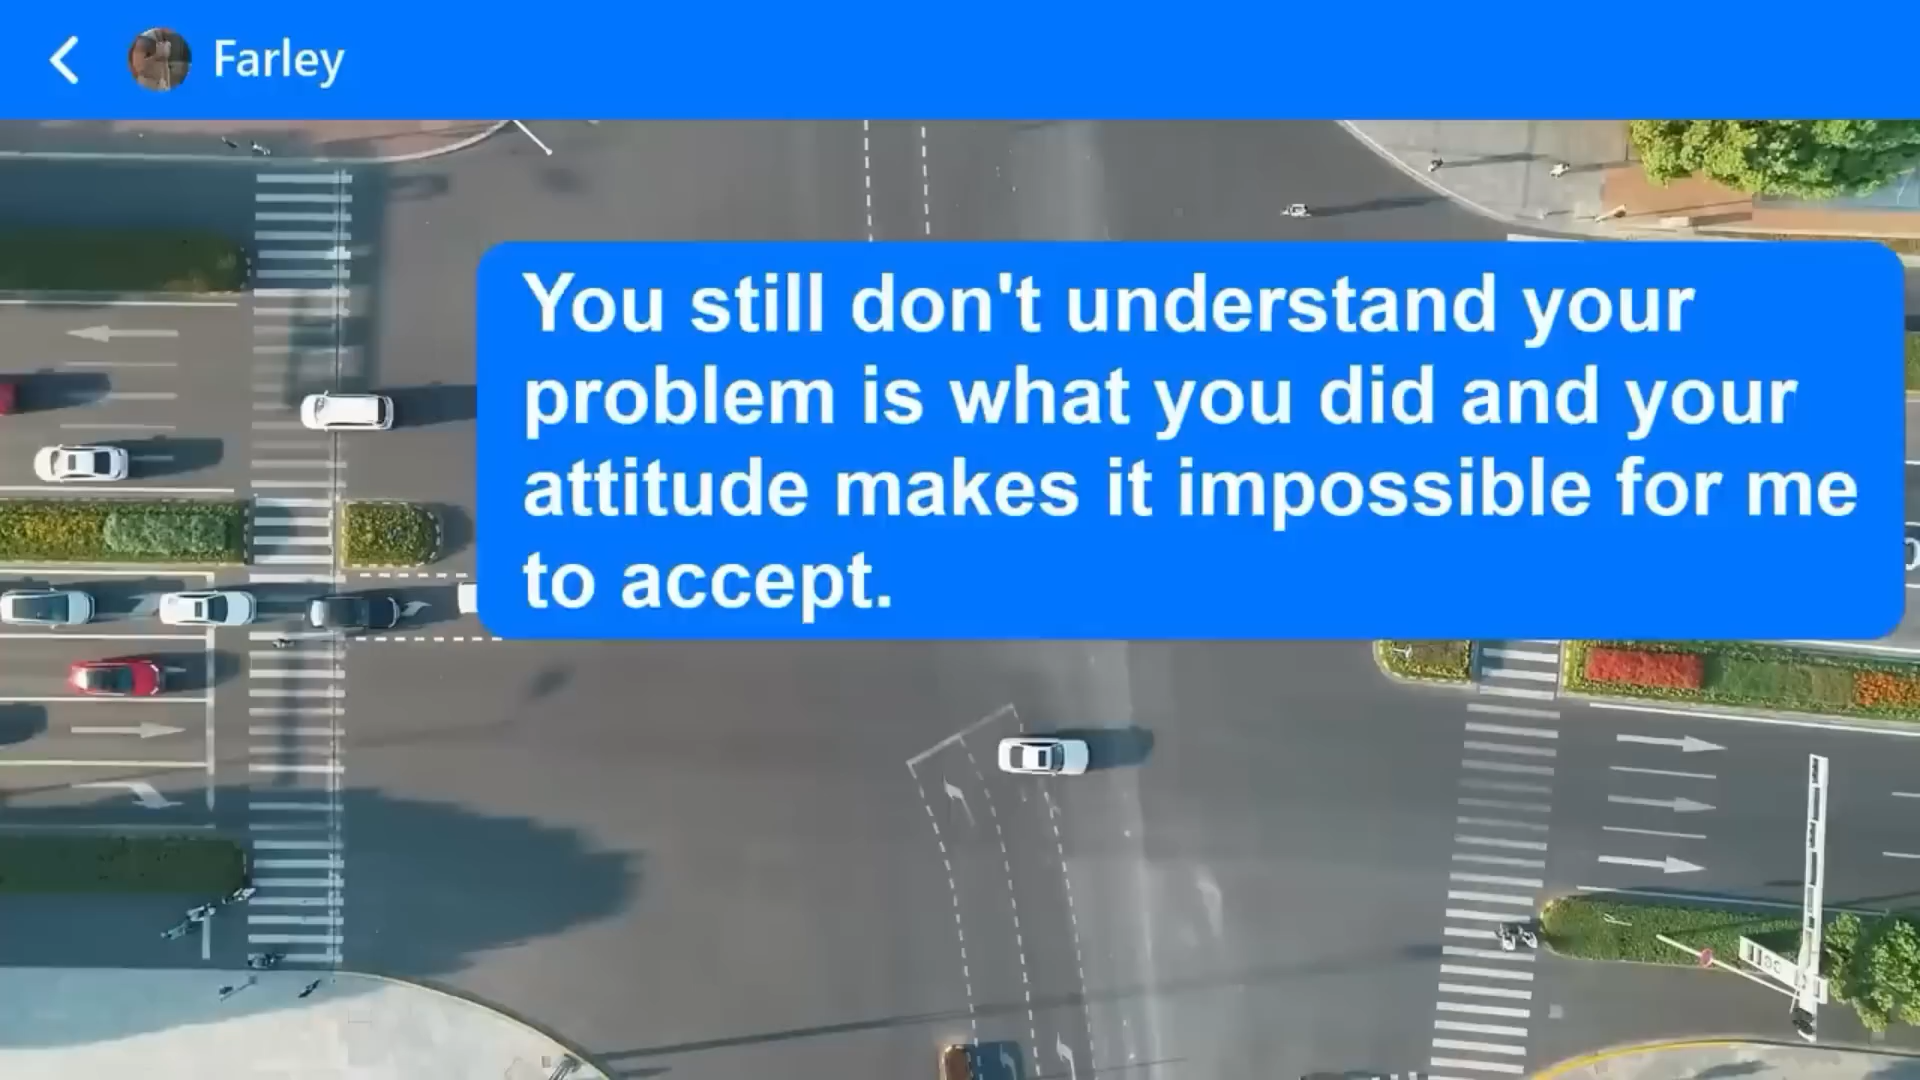 Farley
You still don't understand your
problem is what you did and your
attitude makes it impossible for me
to accept.